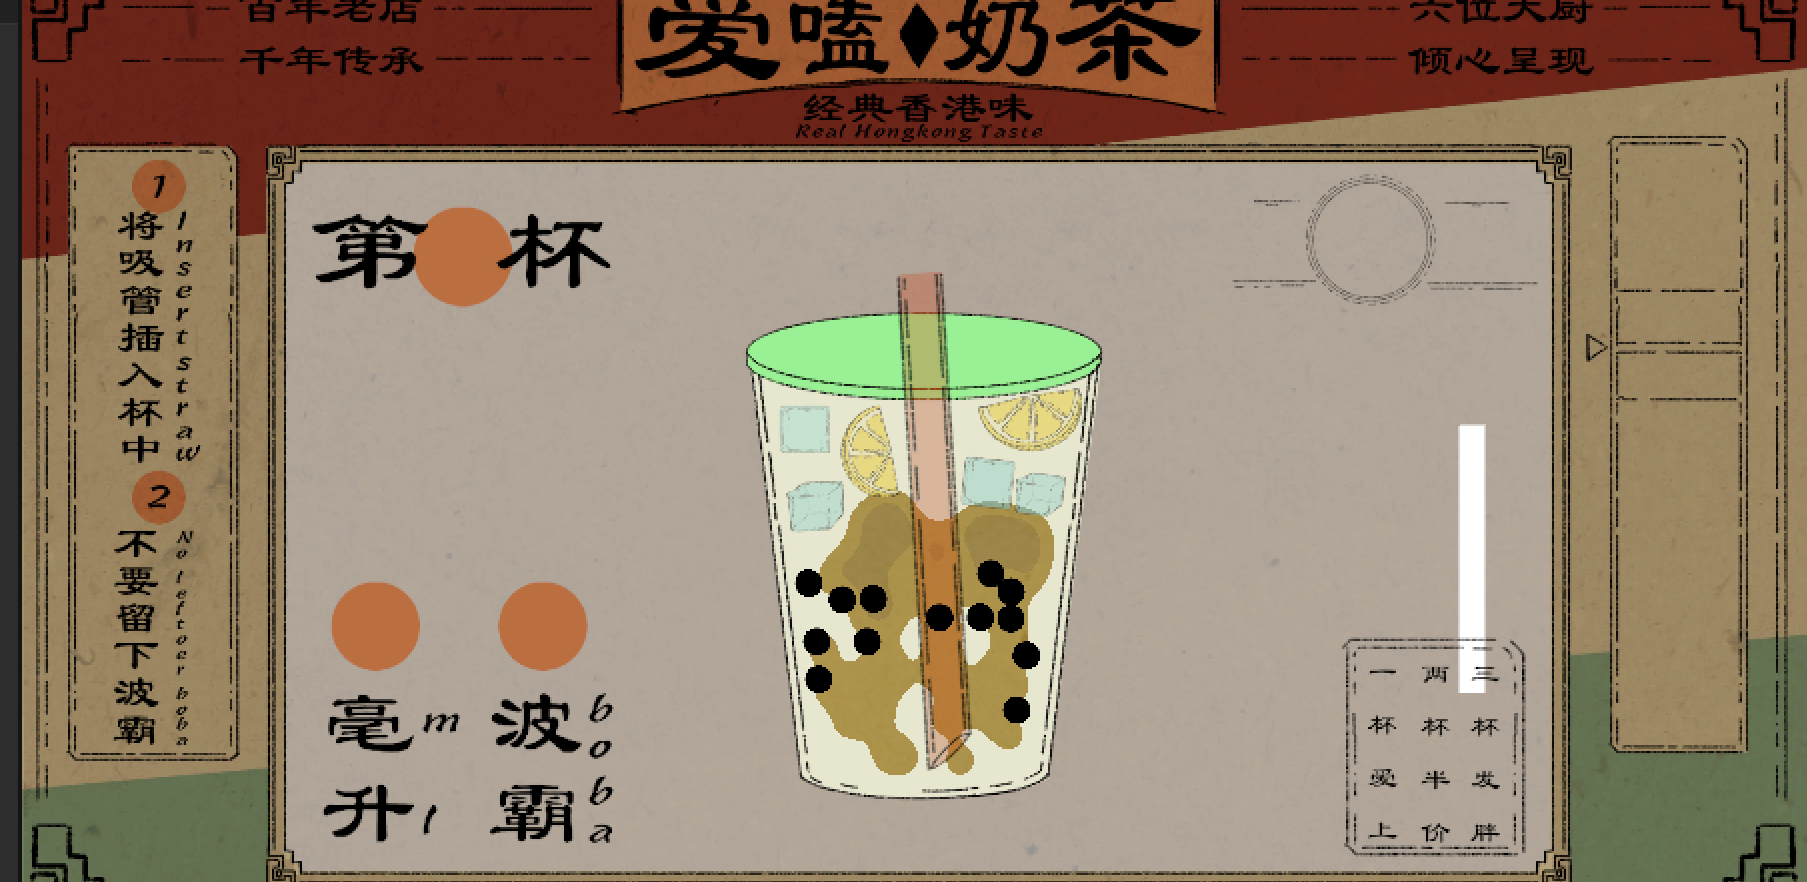 百年老店
千年传承
爱嗑♦奶茶
经典香港味
Real Hongkong Taste
六位大厨
倾心呈现
1
将吸管插入杯中
Insert straw
2
不要留下波霸
No leftover boba
第 杯
毫升
ml
波霸
boba
一杯爱上
两杯半价
三杯发胖